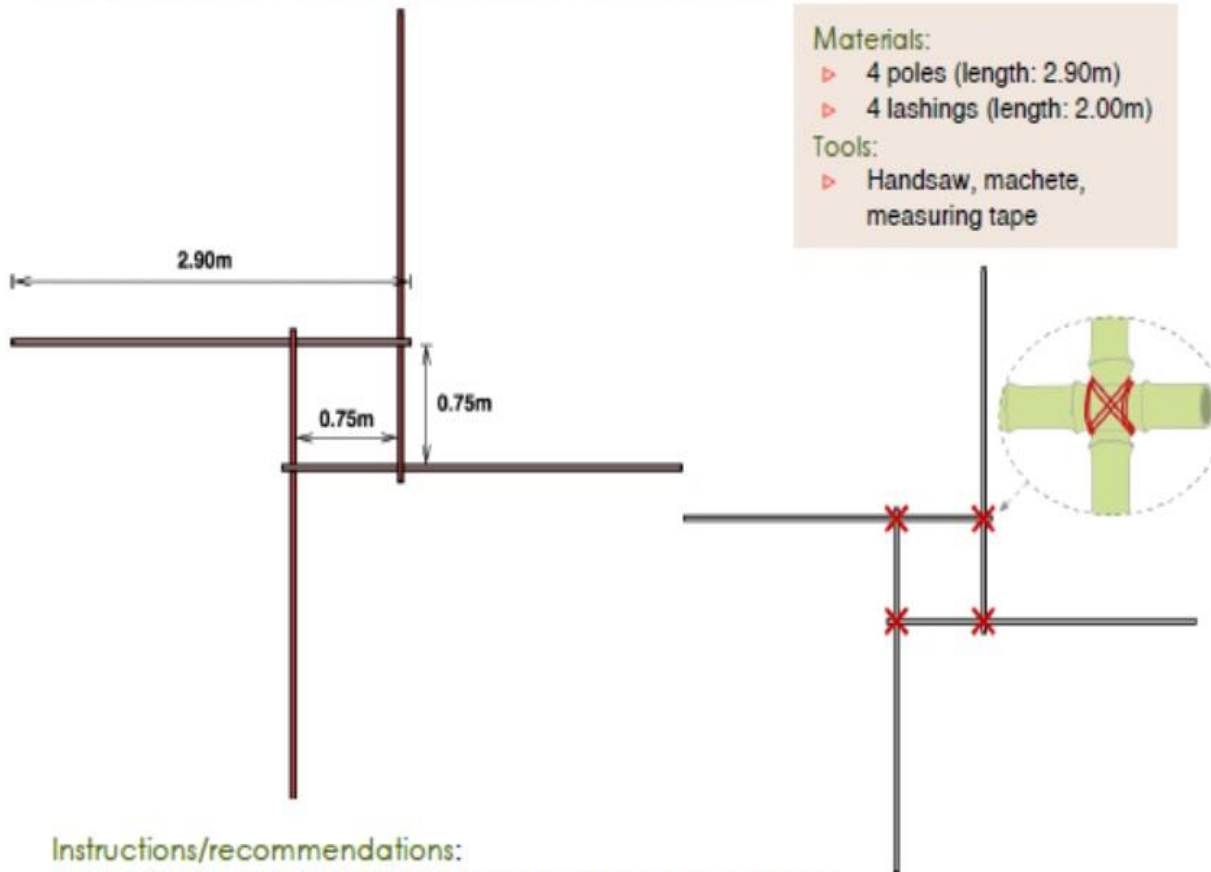 Materials:
▹ 4 poles (length: 2.90m)
▹ 4 lashings (length: 2.00m)
Tools:
▹ Handsaw, machete,
measuring tape
2.90m
0.75m
0.75m
Instructions/recommendations: